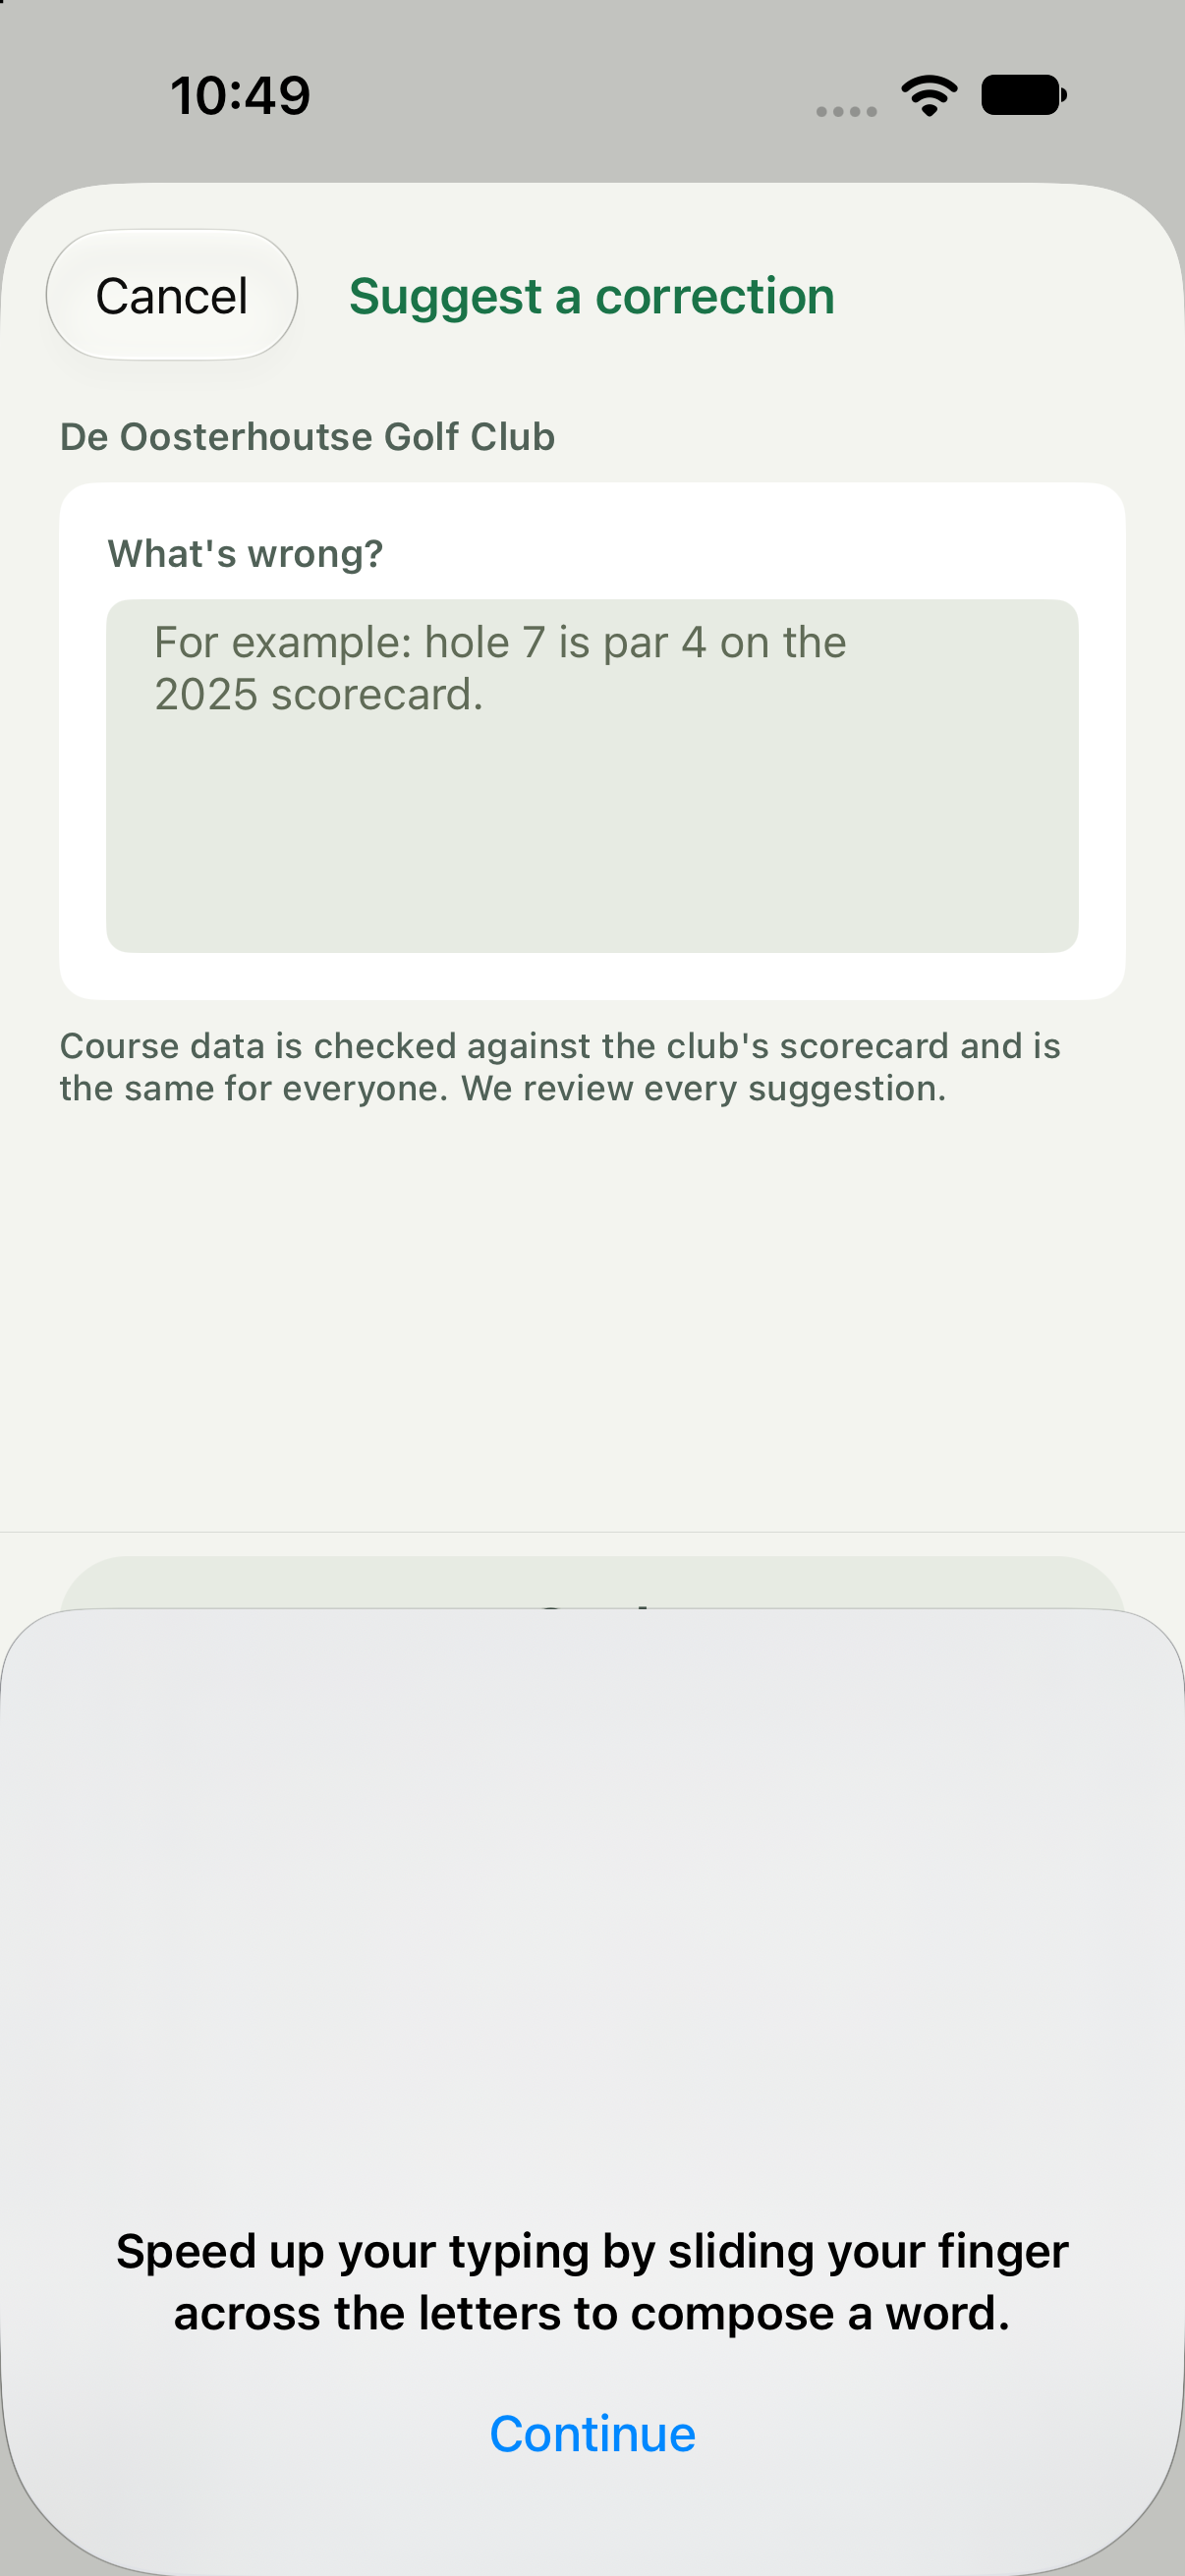 10:49
Cancel
Suggest a correction
De Oosterhoutse Golf Club
What's wrong?
For example: hole 7 is par 4 on the
2025 scorecard.
Course data is checked against the club's scorecard and is
the same for everyone. We review every suggestion.
Speed up your typing by sliding your finger
across the letters to compose a word.
Continue